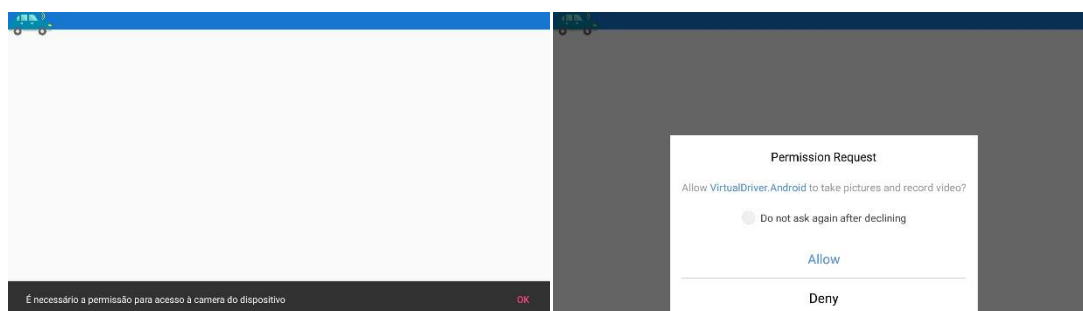 É necessário a permissão para acesso à camera do dispositivo OK
Permission Request
Allow VirtualDriver.Android to take pictures and record video?
Do not ask again after declining
Allow
Deny